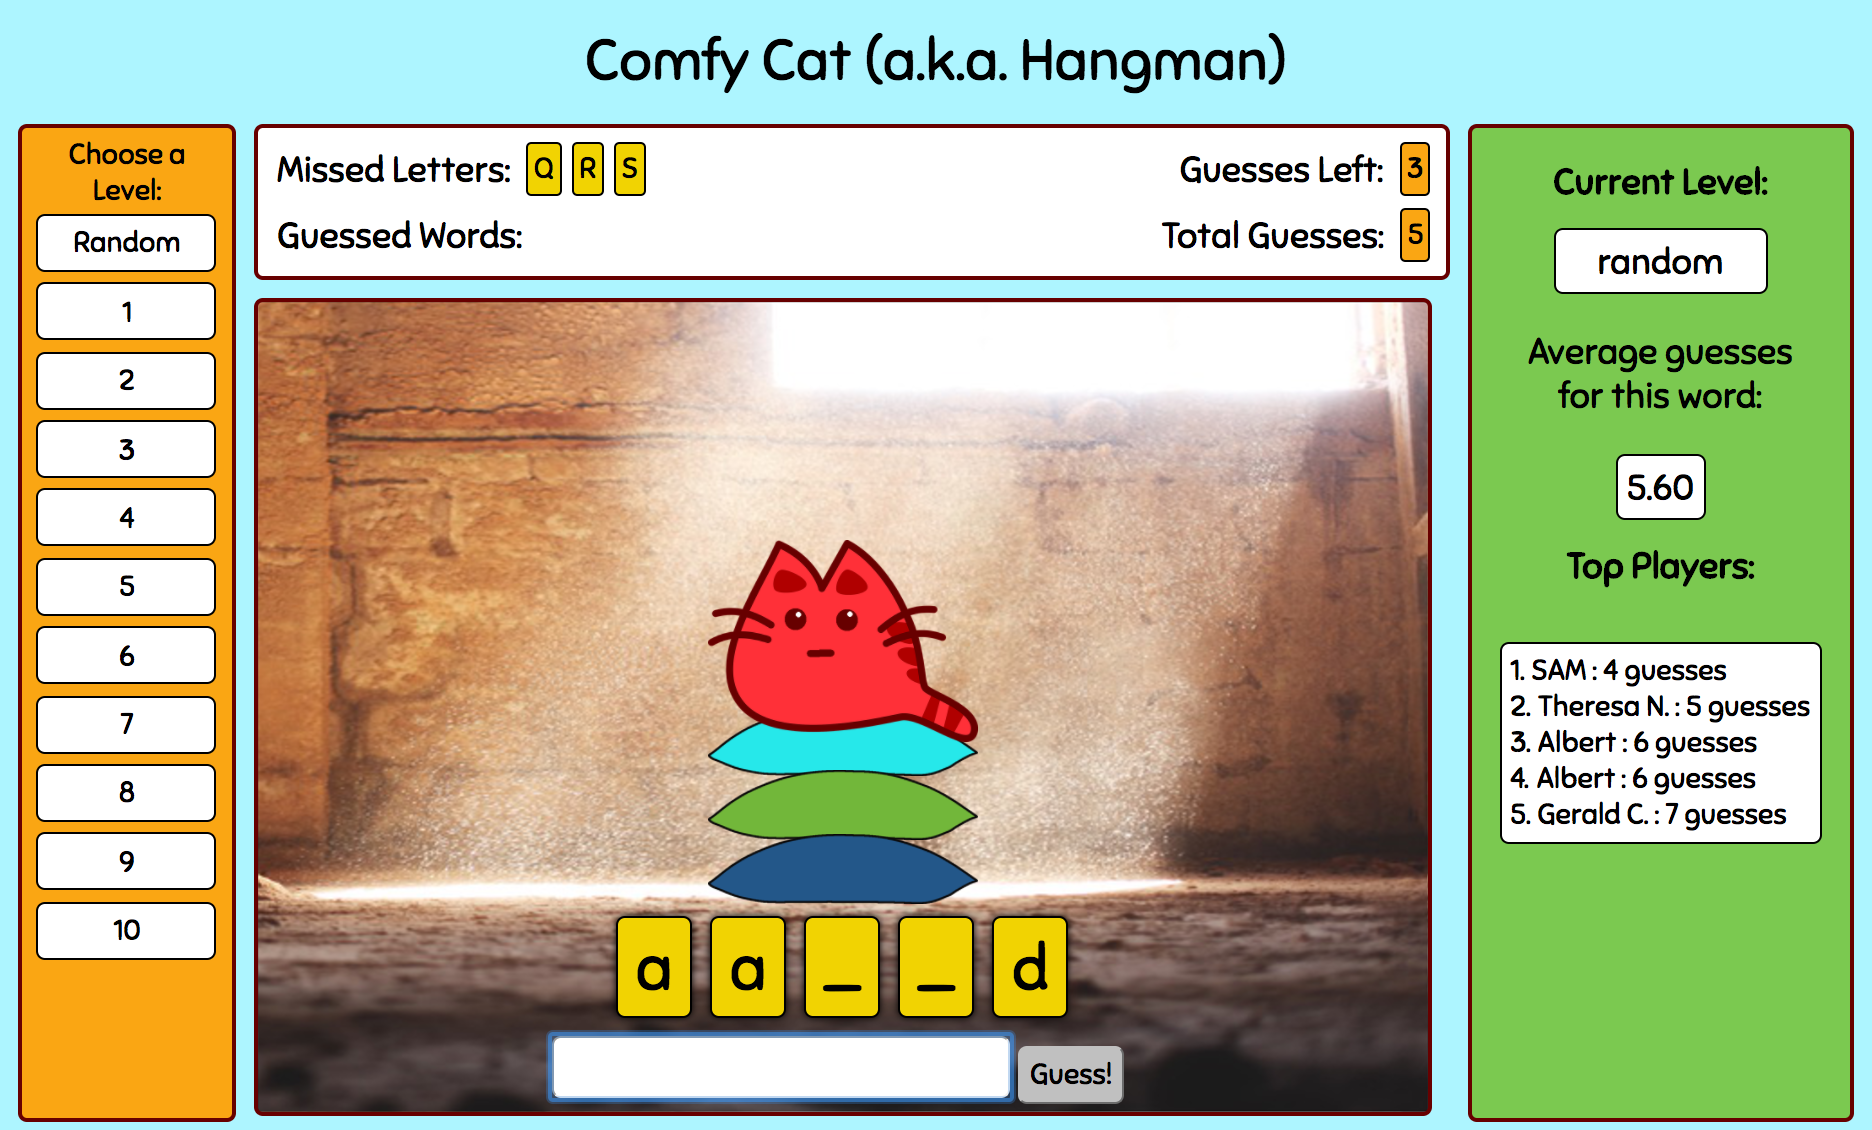 Comfy Cat (a.k.a. Hangman)
Choose a
Level:
Random
1
2
3
4
5
6
7
8
9
10
Missed Letters: Q R S
Guesses Left: 3
Guessed Words:
Total Guesses: 5
a a _ _ d
Guess!
Current Level:
random
Average guesses
for this word:
5.60
Top Players:
1. SAM : 4 guesses
2. Theresa N. : 5 guesses
3. Albert : 6 guesses
4. Albert : 6 guesses
5. Gerald C. : 7 guesses